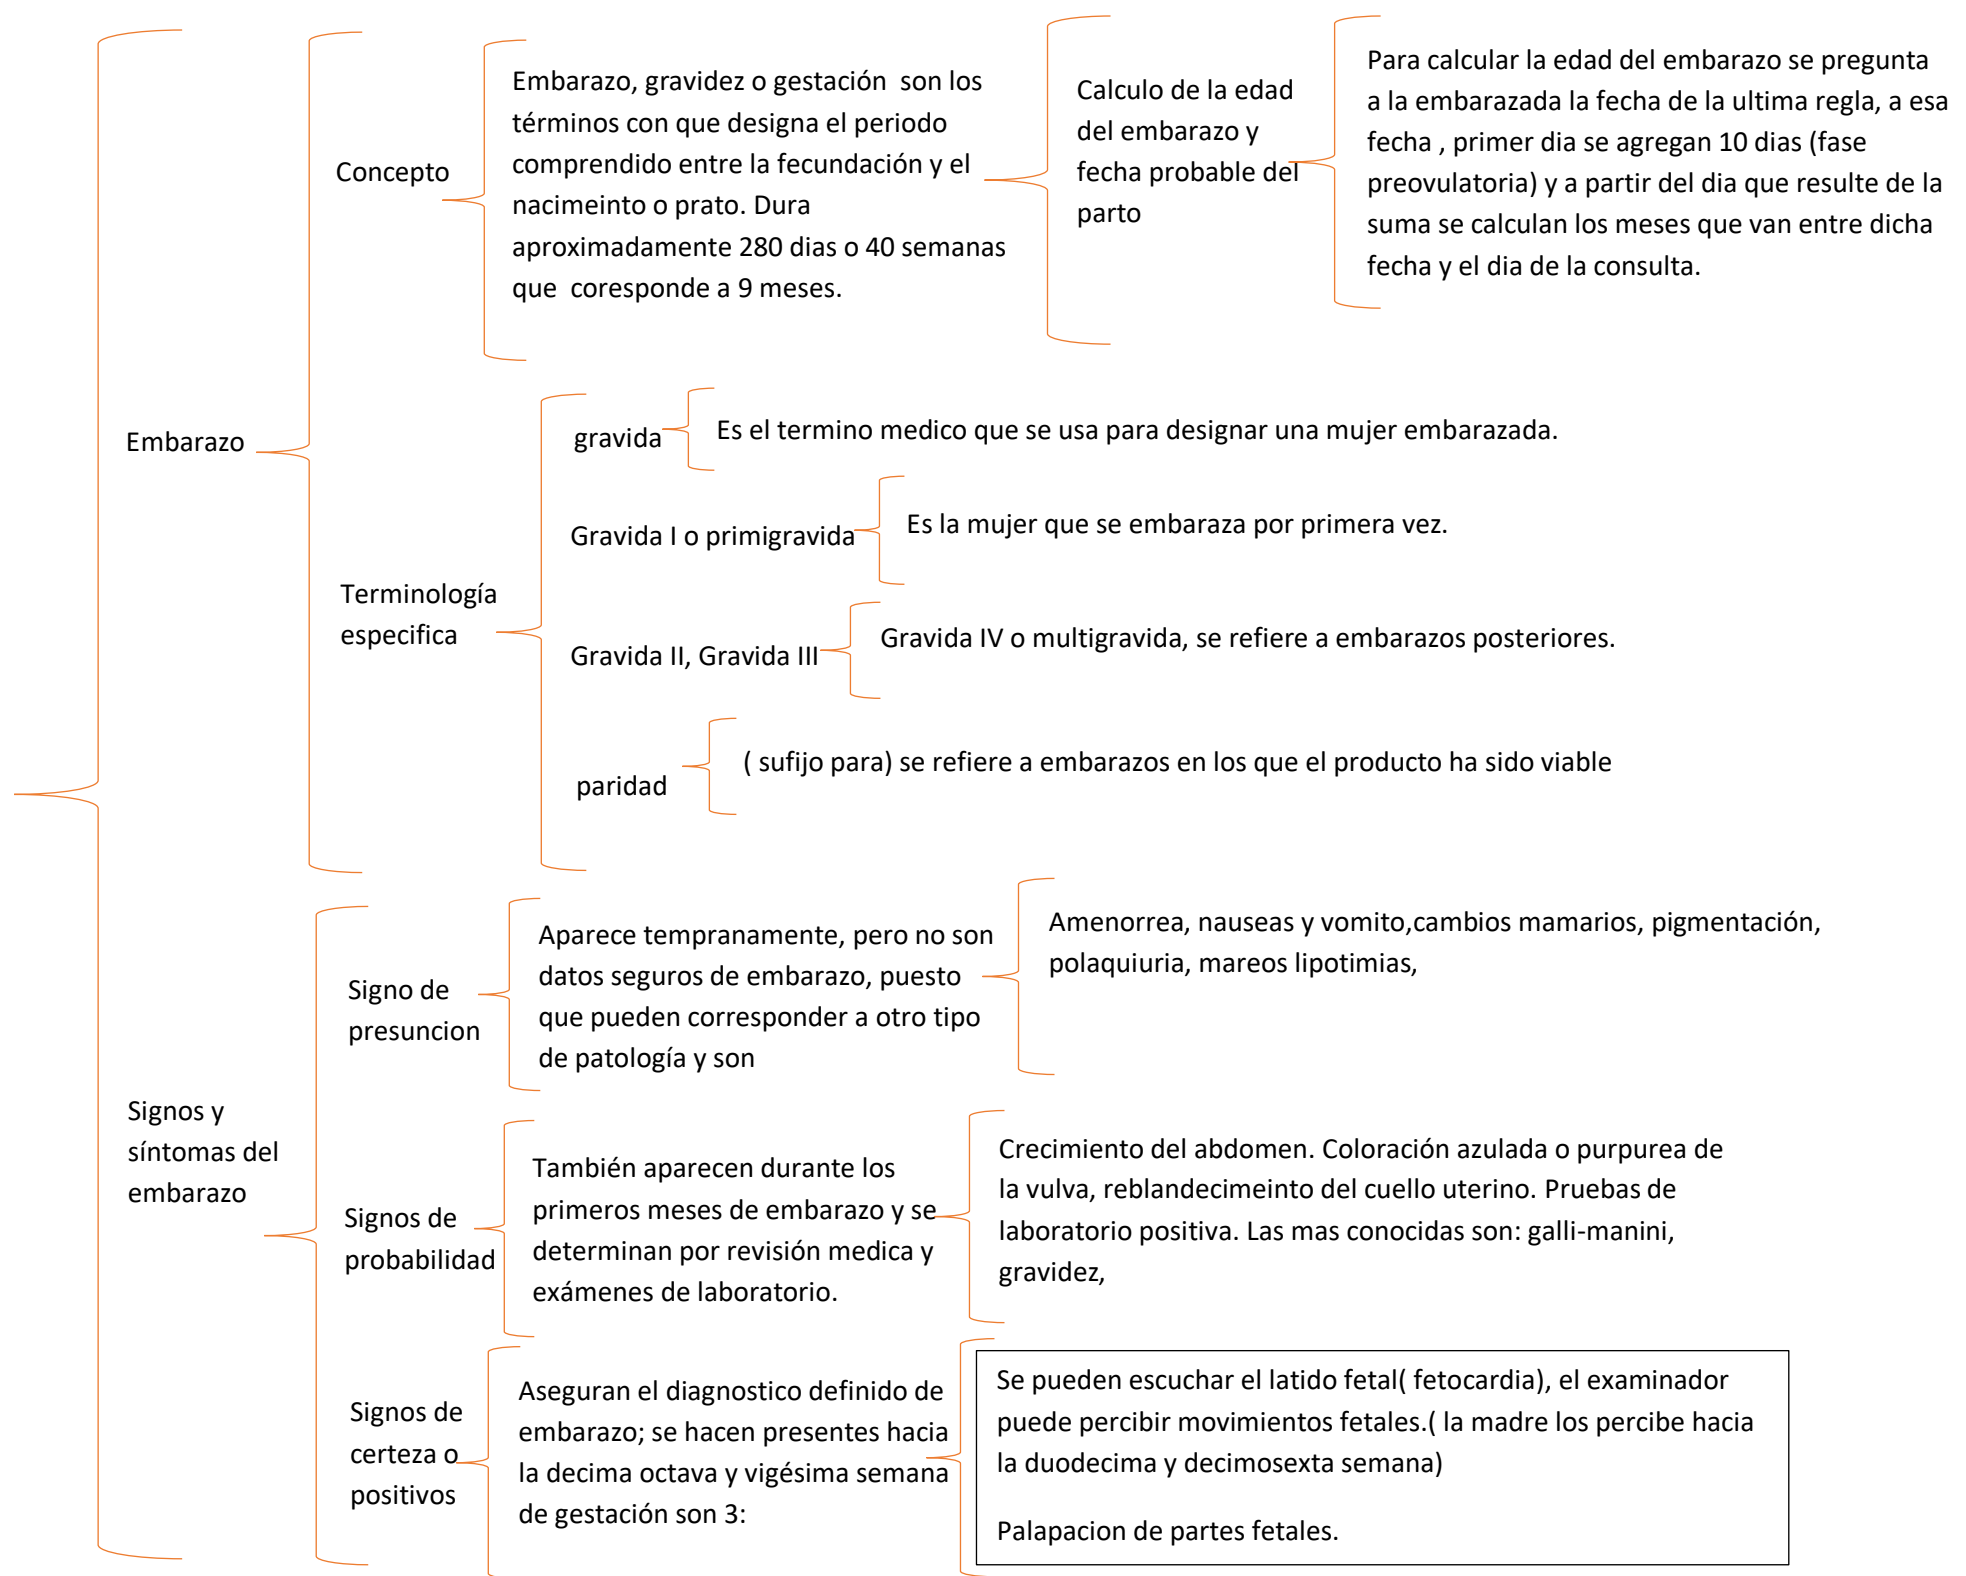 Embarazo
Concepto
Embarazo, gravidez o gestación  son los
términos con que designa el periodo
comprendido entre la fecundación y el
nacimeinto o prato. Dura
aproximadamente 280 dias o 40 semanas
que  coresponde a 9 meses.
Calculo de la edad
del embarazo y
fecha probable del
parto
Para calcular la edad del embarazo se pregunta
a la embarazada la fecha de la ultima regla, a esa
fecha , primer dia se agregan 10 dias (fase
preovulatoria) y a partir del dia que resulte de la
suma se calculan los meses que van entre dicha
fecha y el dia de la consulta.
Terminología
especifica
gravida
Es el termino medico que se usa para designar una mujer embarazada.
Gravida I o primigravida
Es la mujer que se embaraza por primera vez.
Gravida II, Gravida III
Gravida IV o multigravida, se refiere a embarazos posteriores.
paridad
( sufijo para) se refiere a embarazos en los que el producto ha sido viable
Signos y
síntomas del
embarazo
Signo de
presuncion
Aparece tempranamente, pero no son
datos seguros de embarazo, puesto
que pueden corresponder a otro tipo
de patología y son
Amenorrea, nauseas y vomito,cambios mamarios, pigmentación,
polaquiuria, mareos lipotimias,
Signos de
probabilidad
También aparecen durante los
primeros meses de embarazo y se
determinan por revisión medica y
exámenes de laboratorio.
Crecimiento del abdomen. Coloración azulada o purpurea de
la vulva, reblandecimeinto del cuello uterino. Pruebas de
laboratorio positiva. Las mas conocidas son: galli-manini,
gravidez,
Signos de
certeza o
positivos
Aseguran el diagnostico definido de
embarazo; se hacen presentes hacia
la decima octava y vigésima semana
de gestación son 3:
Se pueden escuchar el latido fetal( fetocardia), el examinador
puede percibir movimientos fetales.( la madre los percibe hacia
la duodecima y decimosexta semana)
Palapacion de partes fetales.